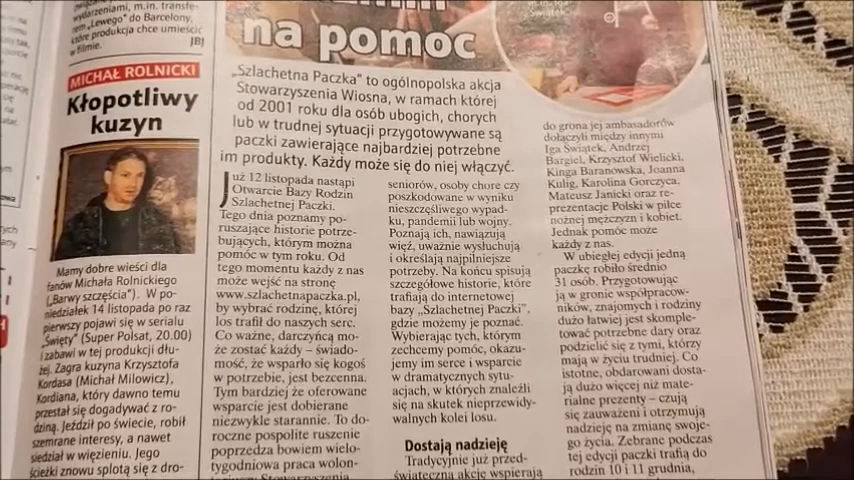 wydarzeniami, m.in. transfe-
rem „Lewego” do Barcelony,
które produkcja chce umieścić
w filmie.
JBJ
MICHAŁ ROLNICKI
Kłopotliwy
kuzyn
Mamy dobre wieści dla
fanów Michała Rolnickiego
(„Barwy szczęścia”). W po-
niedziałek 14 listopada po raz
pierwszy pojawi się w serialu
„Święty” (Super Polsat, 20.00)
i zabawi w tej produkcji dłu-
żej. Zagra kuzyna Krzysztofa
Kordasa (Michał Milowicz),
Kordiana, który dawno temu
przestał się dogadywać z ro-
dziną. Jeździł po świecie, robił
szemrane interesy, a nawet
siedział w więzieniu. Jego
ścieżki znowu splotą się z dro-
na pomoc
„Szlachetna Paczka” to ogólnopolska akcja
Stowarzyszenia Wiosna, w ramach której
od 2001 roku dla osób ubogich, chorych
lub w trudnej sytuacji przygotowywane są
paczki zawierające najbardziej potrzebne
im produkty. Każdy może się do niej włączyć.
Już 12 listopada nastąpi
Otwarcie Bazy Rodzin
Szlachetnej Paczki.
Tego dnia poznamy po-
ruszające historie potrze-
bujących, którym można
pomóc w tym roku. Od
tego momentu każdy z nas
może wejść na stronę
www.szlachetnapaczka.pl,
by wybrać rodzinę, której
los trafił do naszych serc.
Co ważne, darczyńcą mo-
że zostać każdy – świado-
mość, że wsparło się kogoś
w potrzebie, jest bezcenna.
Tym bardziej że oferowane
wsparcie jest dobierane
niezwykle starannie. To do-
roczne pospolite ruszenie
poprzedza bowiem wielo-
tygodniowa praca wolon-
seniorów, osoby chore czy
poszkodowane w wyniku
nieszczęśliwego wypad-
ku, pandemii lub wojny.
Poznają ich, nawiązują
więź, uważnie wysłuchują
i określają najpilniejsze
potrzeby. Na końcu spisują
szczegółowe historie, które
trafiają do internetowej
bazy „Szlachetnej Paczki”,
gdzie możemy je poznać.
Wybierając tych, którym
zechcemy pomóc, okazu-
jemy im serce i wsparcie
w dramatycznych sytu-
acjach, w których znaleźli
się na skutek nieprzewidy-
walnych kolei losu.
Dostają nadzieję
Tradycyjnie już przed-
świąteczną akcję wspierają
do grona jej ambasadorów
dołączyli między innymi
Iga Świątek, Andrzej
Bargiel, Krzysztof Wielicki,
Kinga Baranowska, Joanna
Kulig, Karolina Gorczyca,
Mateusz Janicki oraz re-
prezentacje Polski w piłce
nożnej mężczyzn i kobiet.
Jednak pomóc może
każdy z nas.
W ubiegłej edycji jedną
paczkę robiło średnio
31 osób. Przygotowując
ją w gronie współpracow-
ników, znajomych i rodziny
dużo łatwiej jest skomple-
tować potrzebne dary oraz
podzielić się z tymi, którzy
mają w życiu trudniej. Co
istotne, obdarowani dosta-
ją dużo więcej niż mate-
rialne prezenty – czują
się zauważeni i otrzymują
nadzieję na zmianę swoje-
go życia. Zebrane podczas
tej edycji paczki trafią do
rodzin 10 i 11 grudnia,